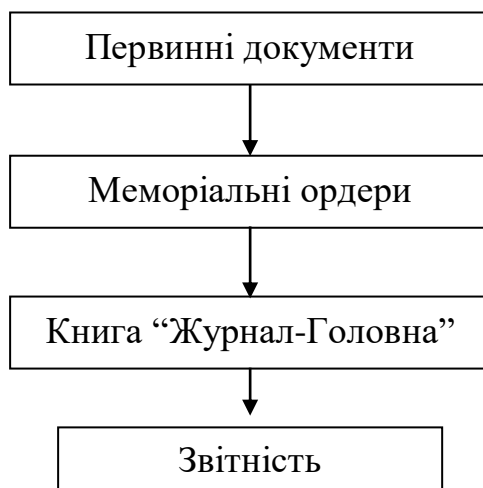 Первинні документи
Меморіальні ордери
Книга “Журнал-Головна”
Звітність